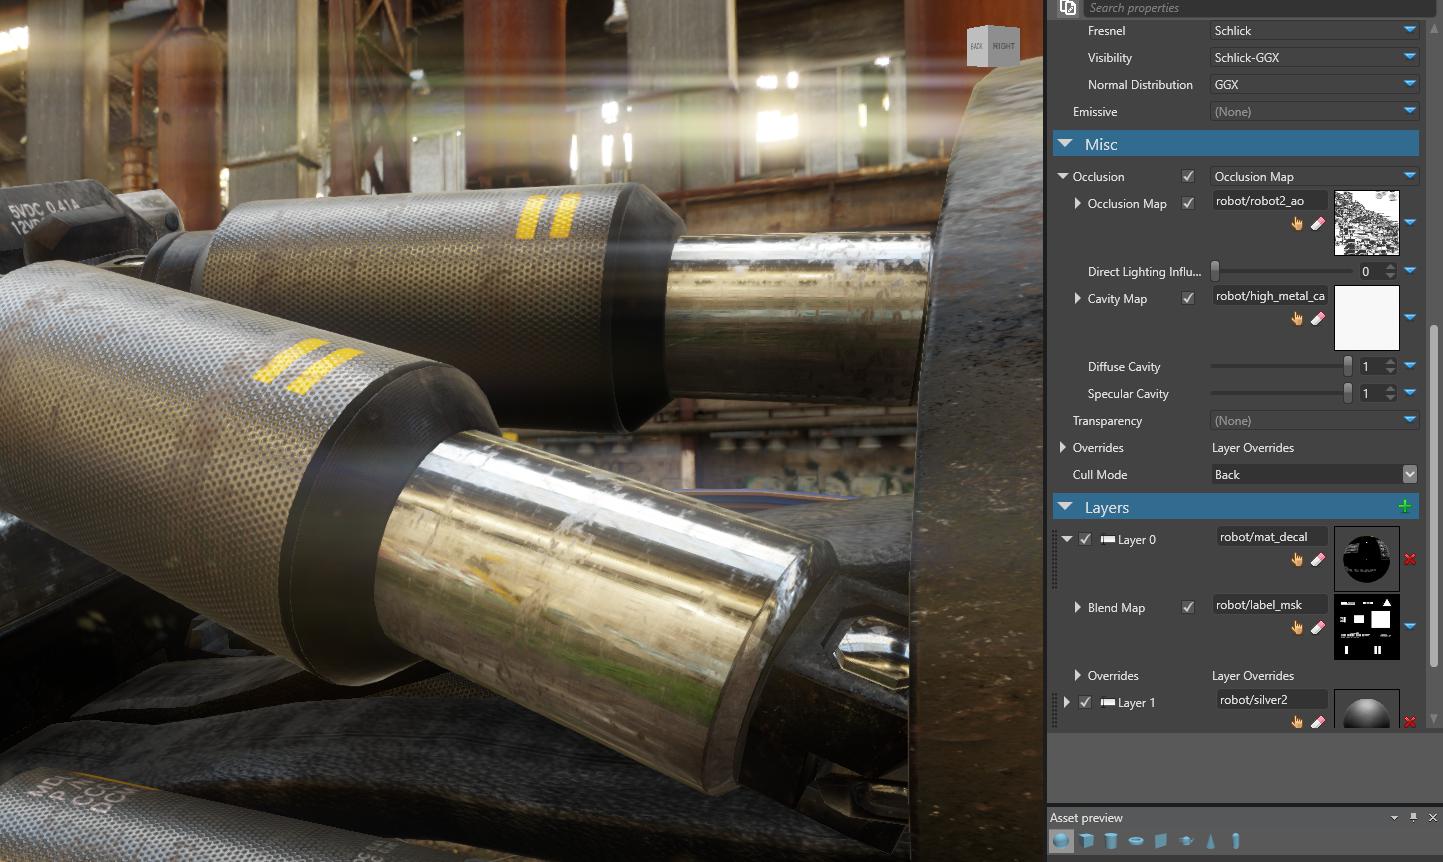 Search properties
Fresnel Schlick
Visibility Schlick-GGX
Normal Distribution GGX
Emissive (None)
Misc
Occlusion Occlusion Map
Occlusion Map robot/robot2_ao
Direct Lighting Influ... 0
Cavity Map robot/high_metal_ca
Diffuse Cavity 1
Specular Cavity 1
Transparency (None)
Overrides Layer Overrides
Cull Mode Back
Layers
Layer 0 robot/mat_decal
Blend Map robot/label_msk
Overrides Layer Overrides
Layer 1 robot/silver2
Asset preview
BACK RIGHT
5VDC 0.41A